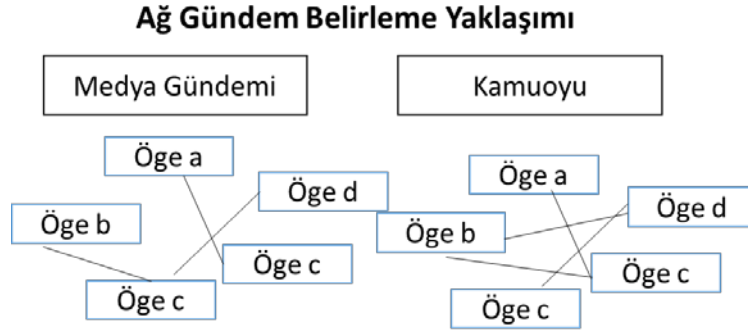 Ağ Gündem Belirleme Yaklaşımı
Medya Gündemi
Kamuoyu
Öge a
Öge d
Öge b
Öge c
Öge c
Öge a
Öge d
Öge b
Öge c
Öge c